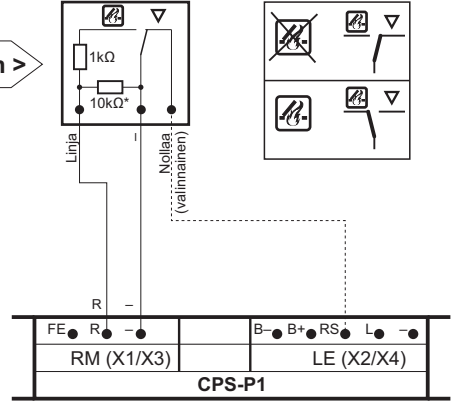 n >
1kΩ
10kΩ*
Linja
–
Nollaa
(valinnainen)
R –
FE R – B– B+ RS L –
RM (X1/X3) LE (X2/X4)
CPS-P1